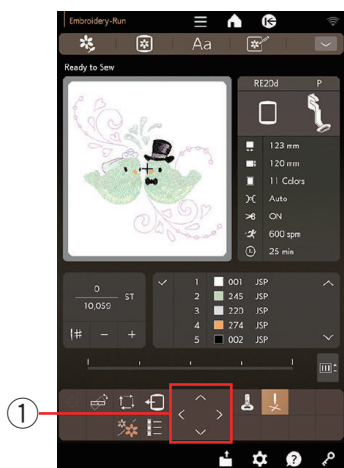 Embroidery-Run
Aa
Ready to Sew
RE20d P
123 mm
120 mm
11 Colors
Auto
ON
600 spm
25 min
0
10,059
ST
1 001 JSP
2 245 JSP
3 220 JSP
4 274 JSP
5 002 JSP
# - +
1
?